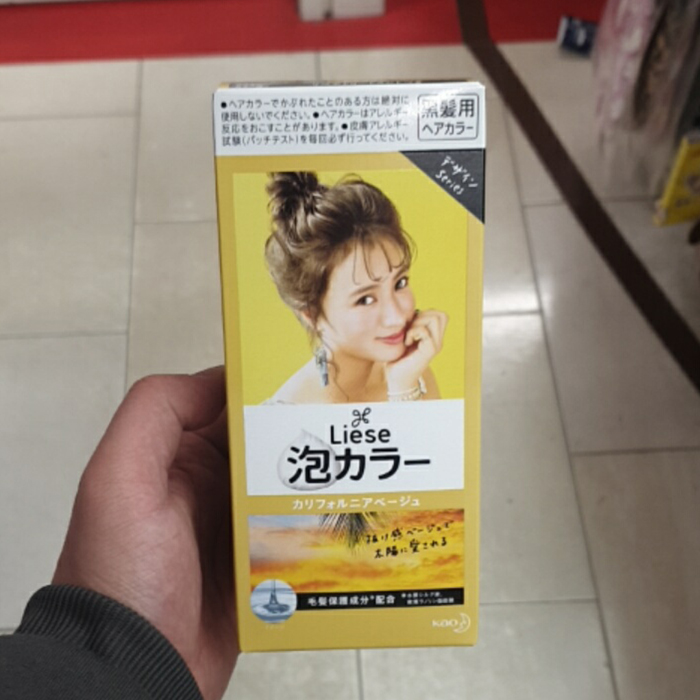 ●ヘアカラーでかぶれたことのある方は絶対に
使用しないでください。●ヘアカラーはアレルギー
反応をおこすことがあります。●皮膚アレルギー
試験(パッチテスト)を毎回必ず行ってください。
黒髪用
ヘアカラー
デザイン
Series
Liese
泡カラー
カリフォルニアベージュ
太陽に愛される
毛髪保護成分*配合
Kao